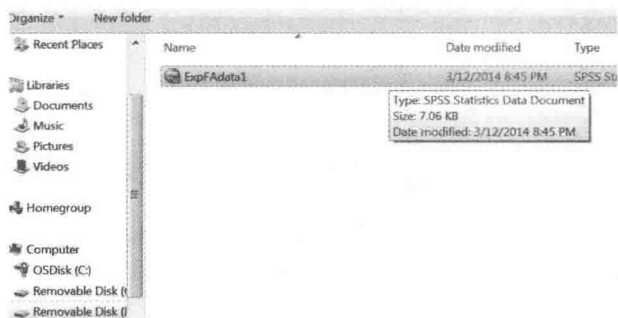 Organize New folder
Recent Places
Name Date modified Type
ExpFAdata1 3/12/2014 8:45 PM SPSS Sta
Libraries
Type: SPSS Statistics Data Document
Documents
Size: 7.06 KB
Music
Date modified: 3/12/2014 8:45 PM
Pictures
Videos
Homegroup
Computer
OSDisk (C:)
Removable Disk (
Removable Disk (